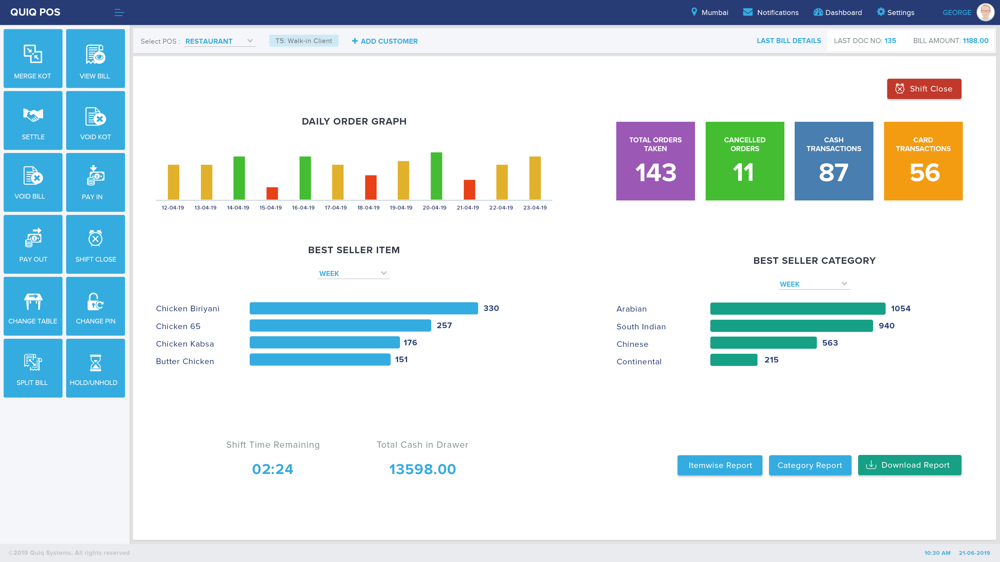 QUIQ POS
Mumbai
Notifications
Dashboard
Settings
GEORGE
MERGE KOT
VIEW BILL
SETTLE
VOID KOT
VOID BILL
PAY IN
PAY OUT
SHIFT CLOSE
CHANGE TABLE
CHANGE PIN
SPLIT BILL
HOLD/UNHOLD
Select POS : RESTAURANT
T5: Walk-in Client
ADD CUSTOMER
LAST BILL DETAILS
LAST DOC NO: 135
BILL AMOUNT: 1188.00
Shift Close
DAILY ORDER GRAPH
12-04-19
13-04-19
14-04-19
15-04-19
16-04-19
17-04-19
18-04-19
19-04-19
20-04-19
21-04-19
22-04-19
23-04-19
TOTAL ORDERS
TAKEN
143
CANCELLED
ORDERS
11
CASH
TRANSACTIONS
87
CARD
TRANSACTIONS
56
BEST SELLER ITEM
WEEK
Chicken Biriyani 330
Chicken 65 257
Chicken Kabsa 176
Butter Chicken 151
BEST SELLER CATEGORY
WEEK
Arabian 1054
South Indian 940
Chinese 563
Continental 215
Shift Time Remaining
02:24
Total Cash in Drawer
13598.00
Itemwise Report
Category Report
Download Report
©2019 Quiq Systems. All rights reserved
10:30 AM
21-06-2019